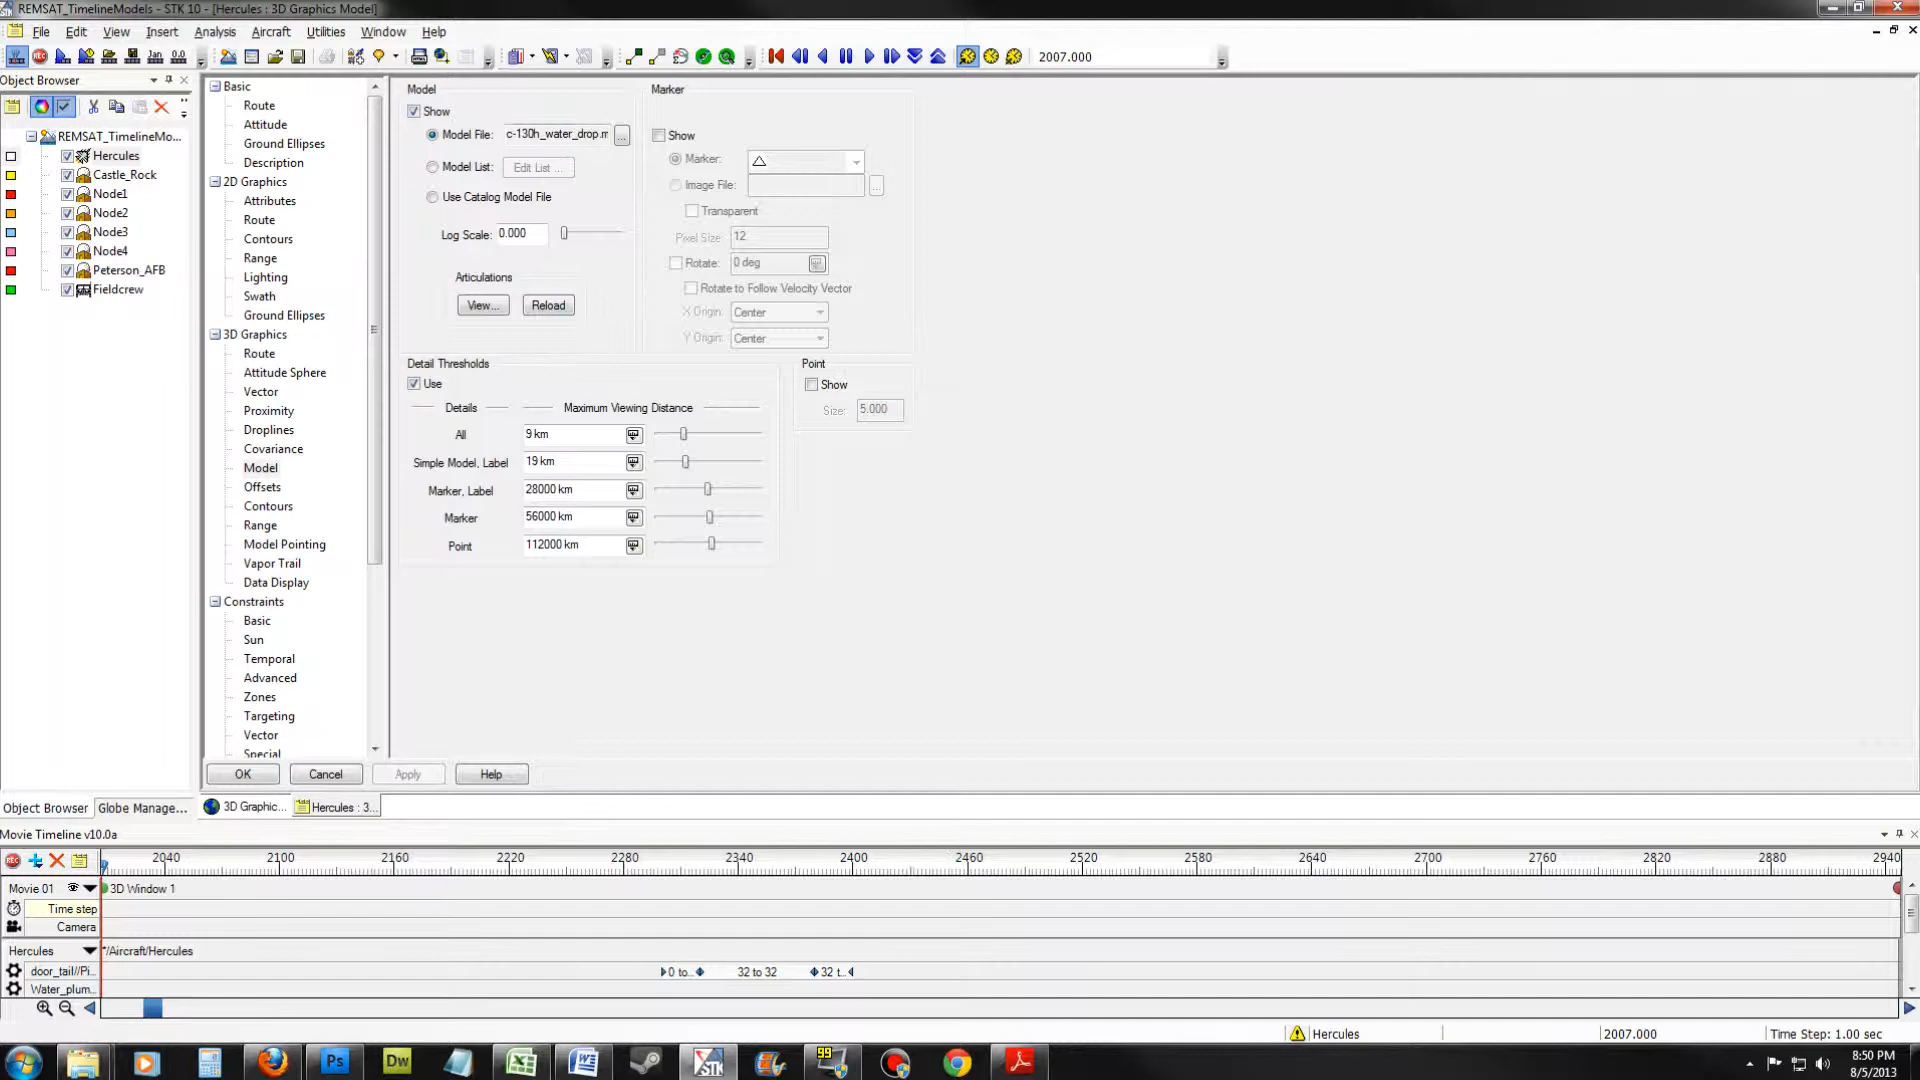 REMSAT_TimelineModels - STK 10 - [Hercules : 3D Graphics Model]
File Edit View Insert Analysis Aircraft Utilities Window Help
2007.000
Object Browser
REMSAT_TimelineMo...
Hercules
Castle_Rock
Node1
Node2
Node3
Node4
Peterson_AFB
Fieldcrew
Object Browser
Globe Manage...
Basic
Route
Attitude
Ground Ellipses
Description
2D Graphics
Attributes
Route
Contours
Range
Lighting
Swath
Ground Ellipses
3D Graphics
Route
Attitude Sphere
Vector
Proximity
Droplines
Covariance
Model
Offsets
Contours
Range
Model Pointing
Vapor Trail
Data Display
Constraints
Basic
Sun
Temporal
Advanced
Zones
Targeting
Vector
Special
Model
Show
Model File: c-130h_water_drop.m ...
Model List: Edit List ...
Use Catalog Model File
Log Scale: 0.000
Articulations
View... Reload
Marker
Show
Marker:
Image File: ...
Transparent
Pixel Size: 12
Rotate: 0 deg
Rotate to Follow Velocity Vector
X Origin: Center
Y Origin: Center
Detail Thresholds
Use
Details Maximum Viewing Distance
All 9 km
Simple Model, Label 19 km
Marker, Label 28000 km
Marker 56000 km
Point 112000 km
Point
Show
Size: 5.000
OK Cancel Apply Help
3D Graphic... Hercules : 3...
Movie Timeline v10.0a
REC 2040 2100 2160 2220 2280 2340 2400 2460 2520 2580 2640 2700 2760 2820 2880 2940
Movie 01 3D Window 1
Time step
Camera
Hercules */Aircraft/Hercules
door_tail//Pi... 0 to... 32 to 32 32 t...
Water_plum...
Hercules 2007.000 Time Step: 1.00 sec
Ps Dw STK 99
8:50 PM
8/5/2013